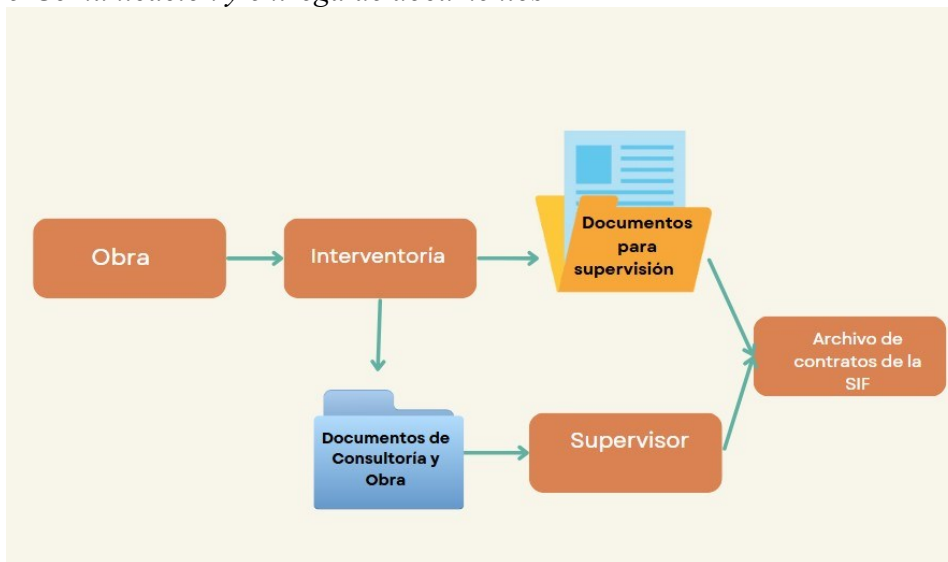 Obra
Interventoría
Documentos
para
supervisión
Documentos de
Consultoría y
Obra
Supervisor
Archivo de
contratos de la
SIF